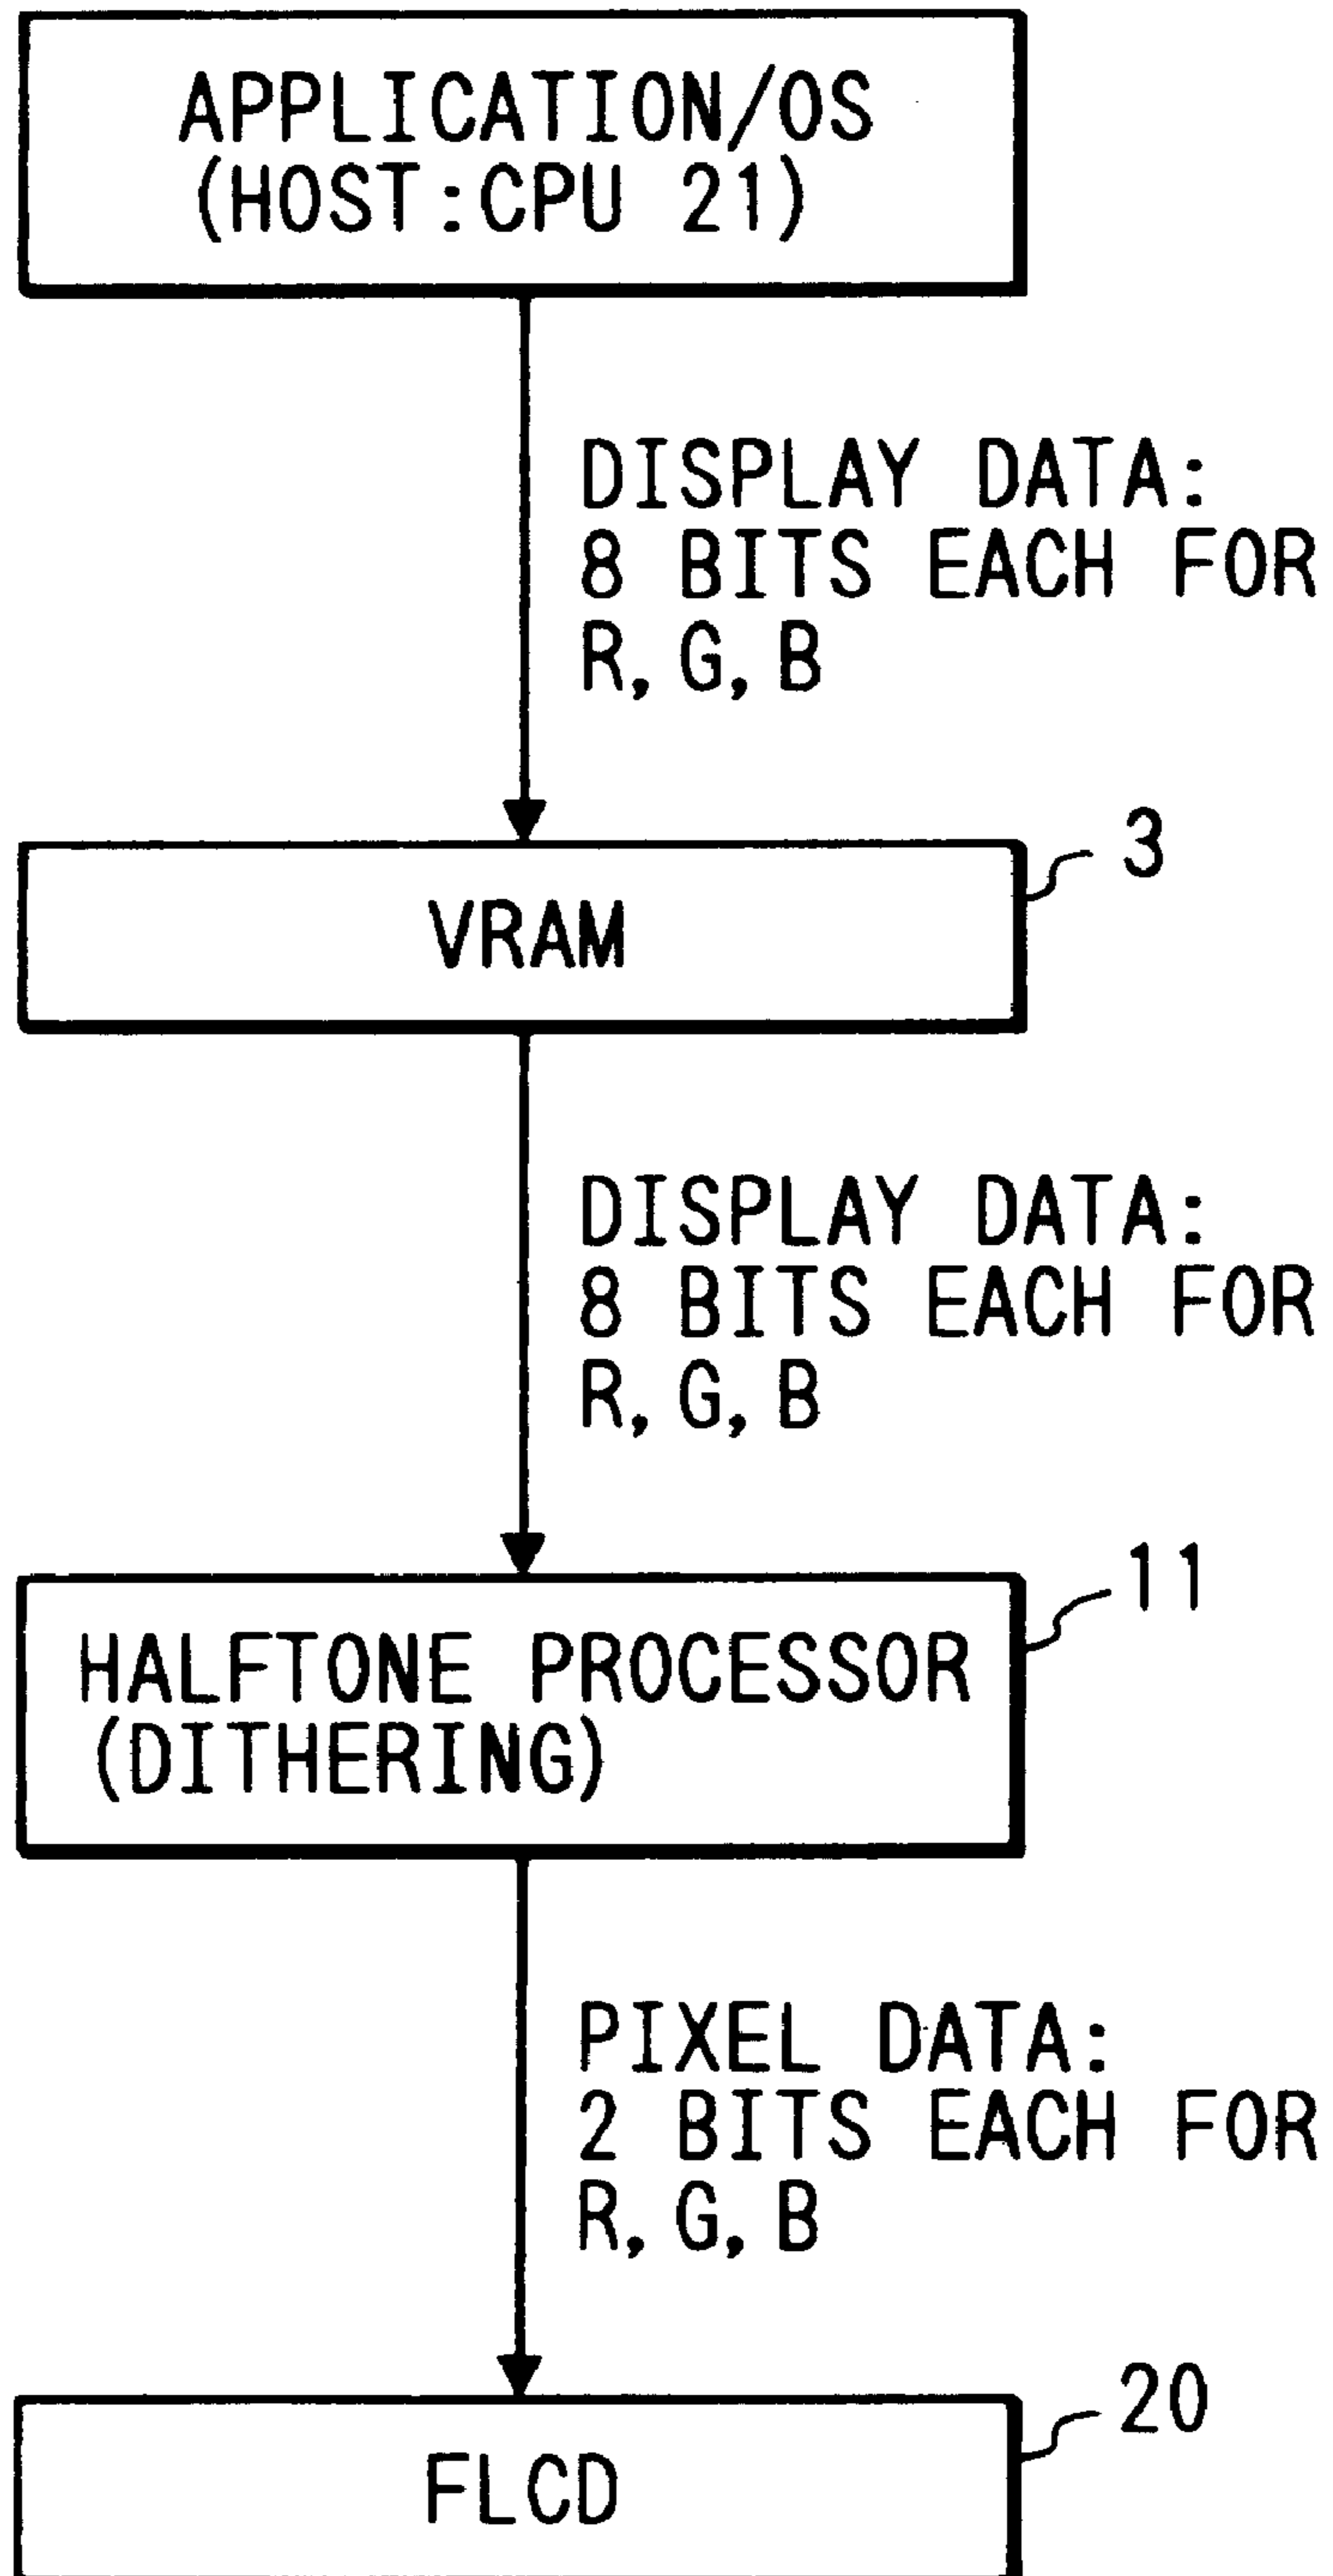 APPLICATION/OS
(HOST:CPU 21)
DISPLAY DATA:
8 BITS EACH FOR
R, G, B
3
VRAM
DISPLAY DATA:
8 BITS EACH FOR
R, G, B
11
HALFTONE PROCESSOR
(DITHERING)
PIXEL DATA:
2 BITS EACH FOR
R, G, B
20
FLCD